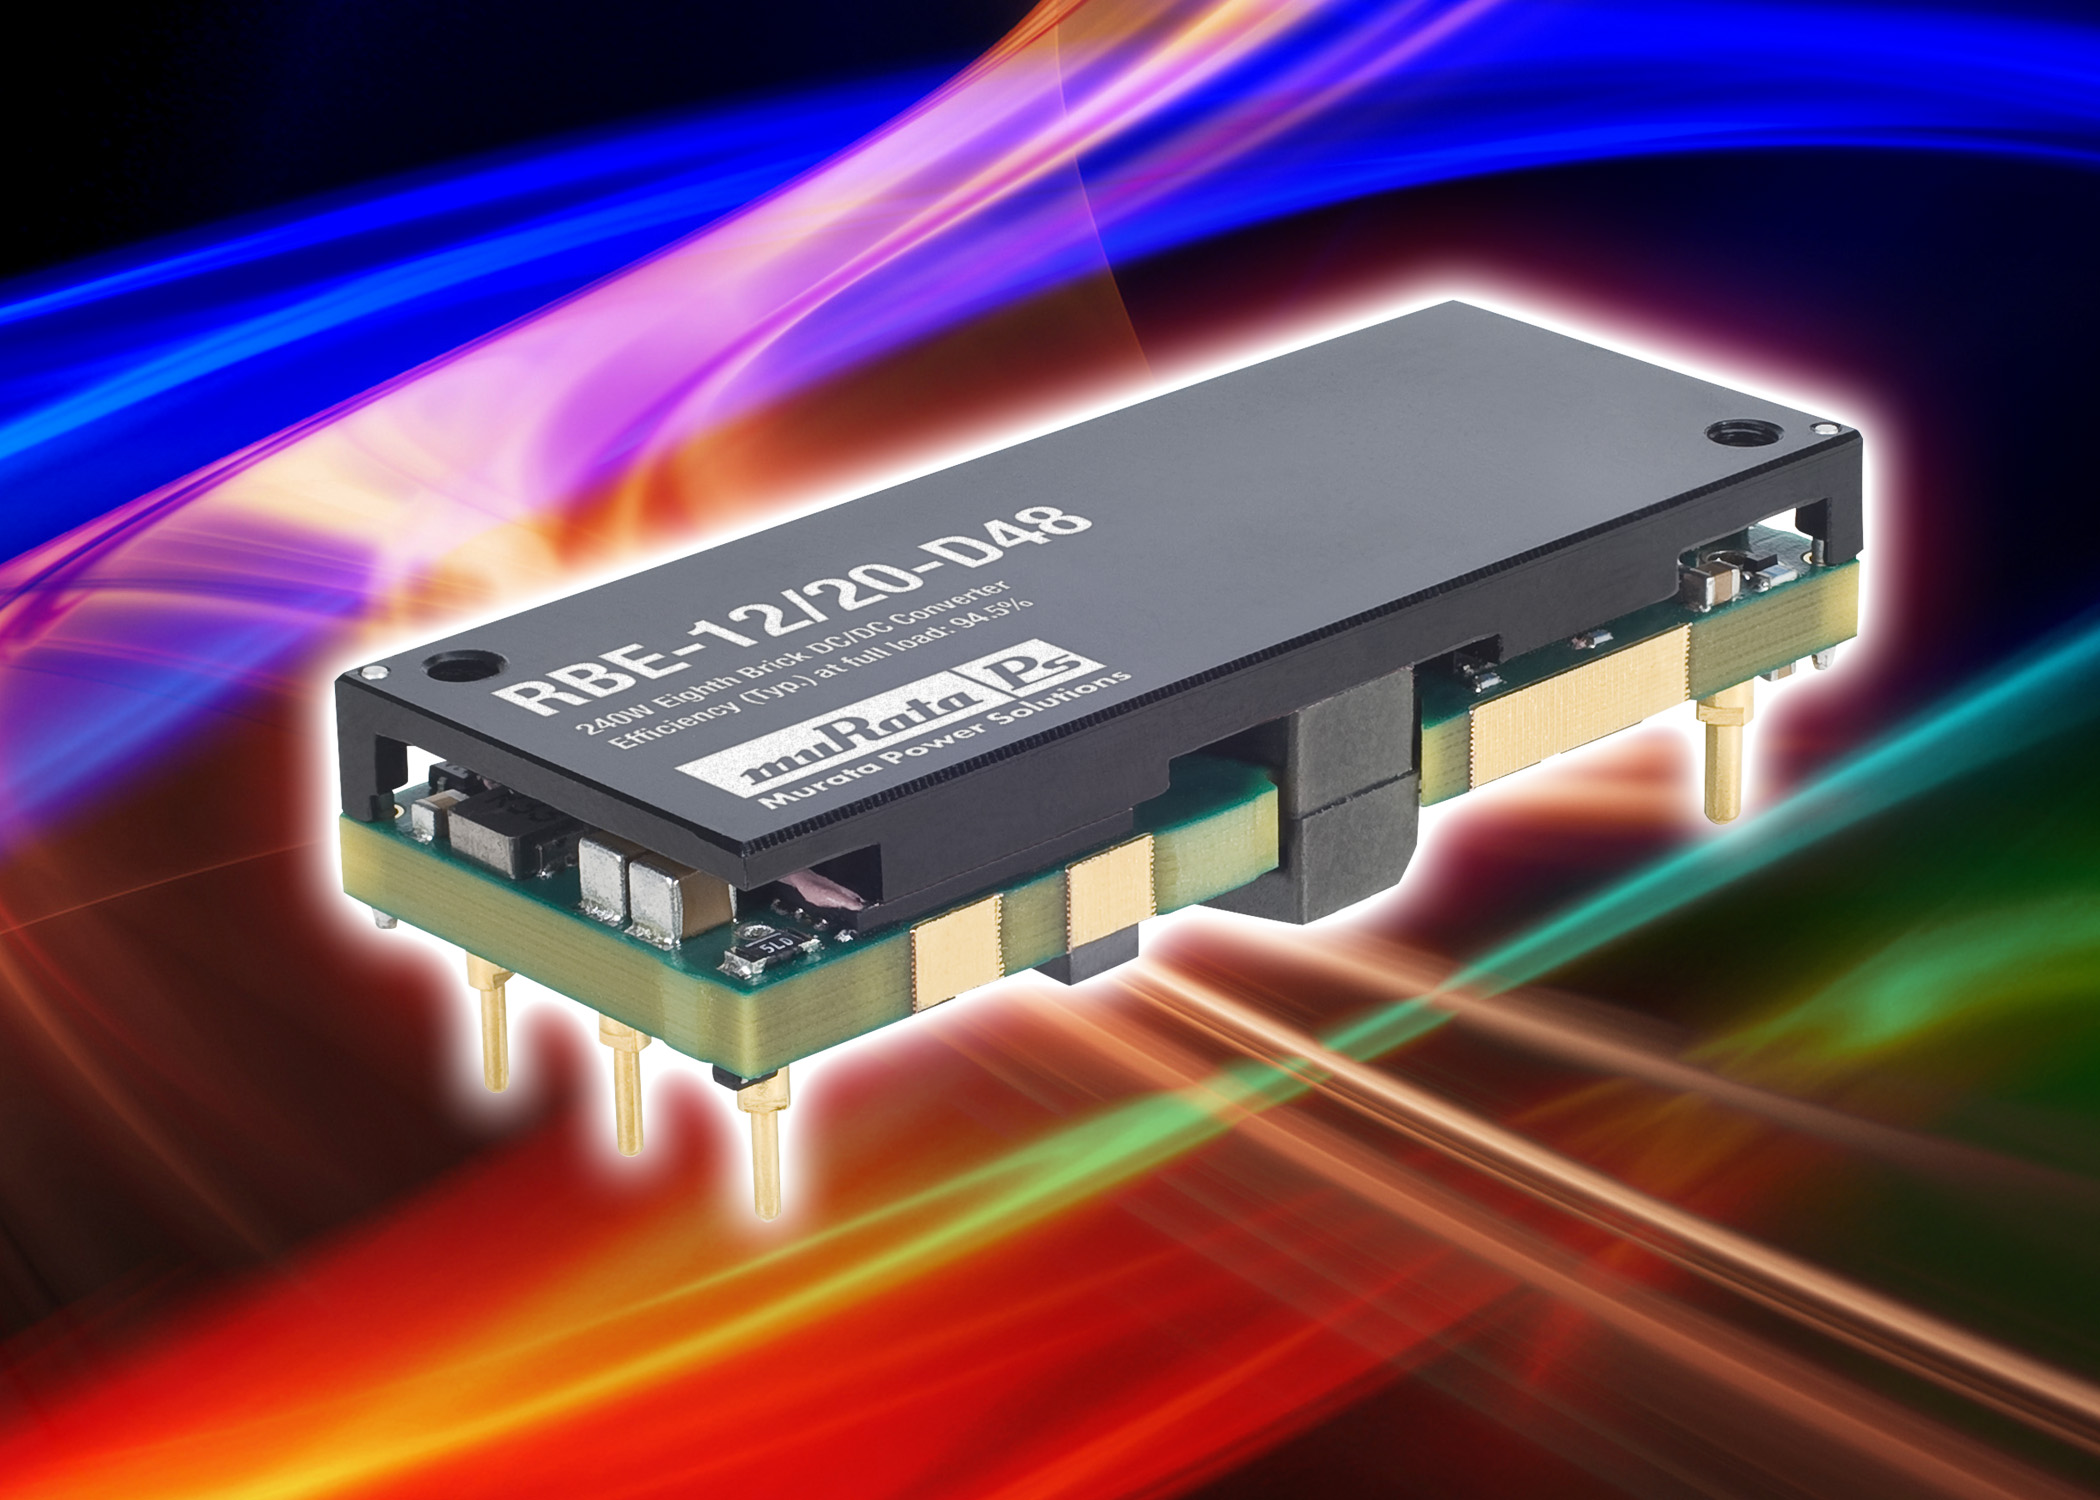 RBE-12/20-D48
240W Eighth Brick DC/DC Converter
Efficiency (Typ.) at full load: 94.5%
muRata Ps
Murata Power Solutions
5LD